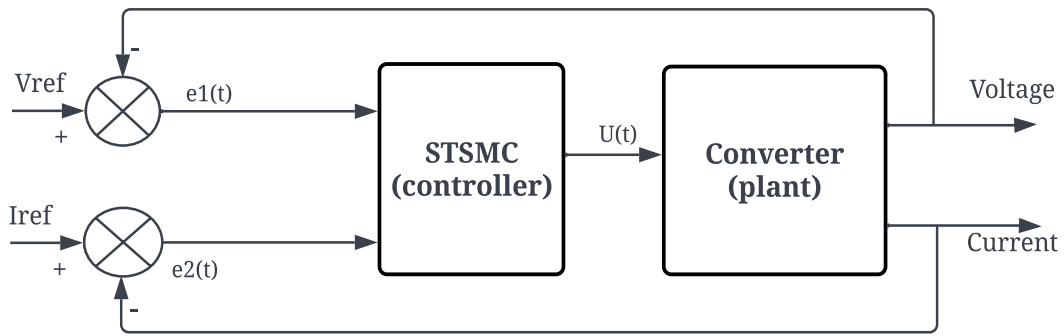 -
Vref
+
e1(t)
STSMC
(controller)
U(t)
Converter
(plant)
Voltage
Iref
+
e2(t)
-
Current